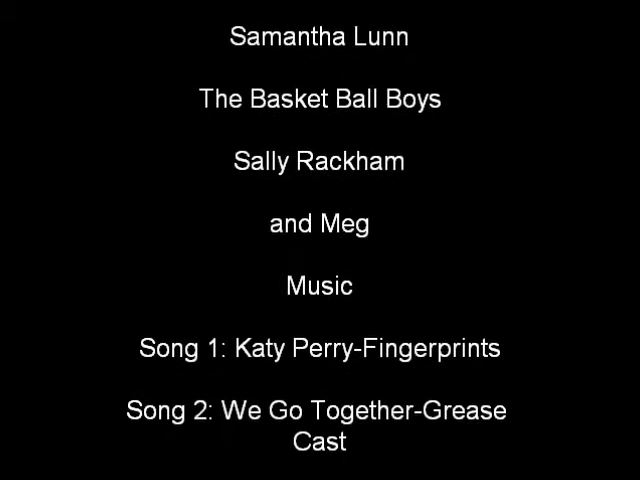 Samantha Lunn
The Basket Ball Boys
Sally Rackham
and Meg
Music
Song 1: Katy Perry-Fingerprints
Song 2: We Go Together-Grease
Cast